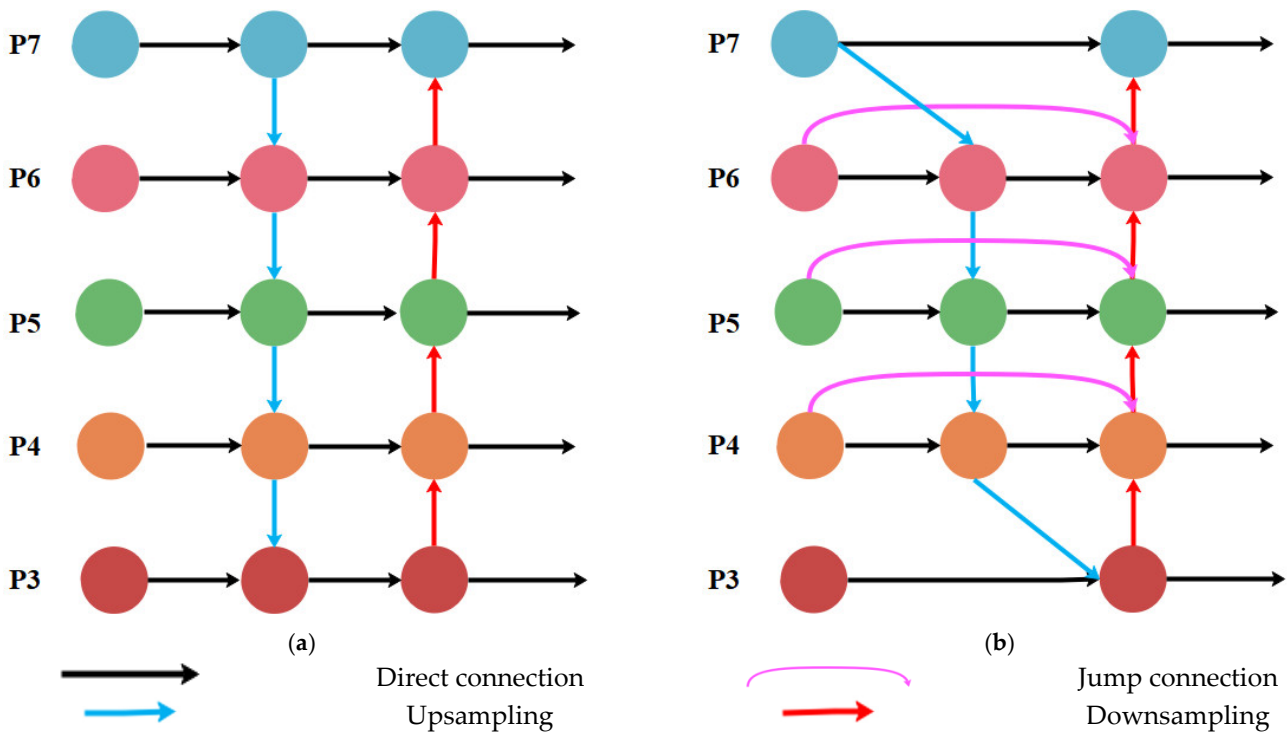 P7
P6
P5
P4
P3
(a)
P7
P6
P5
P4
P3
(b)
Direct connection
Upsampling
Jump connection
Downsampling